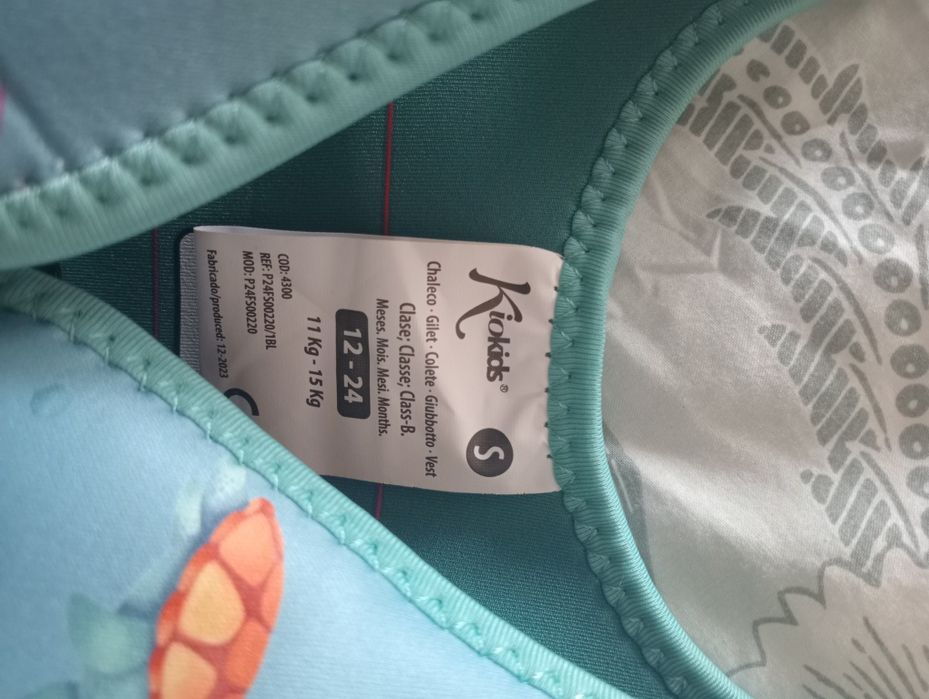 Kiokids®
S
Chaleco · Gilet · Colete · Giubbotto · Vest
Clase; Classe; Class-B.
Meses. Mois. Mesi. Months.
12 - 24
11 Kg - 15 Kg
COD: 4300
REF: P24FS00220/1BL
MOD: P24FS00220
Fabricado/produced: 12-2023